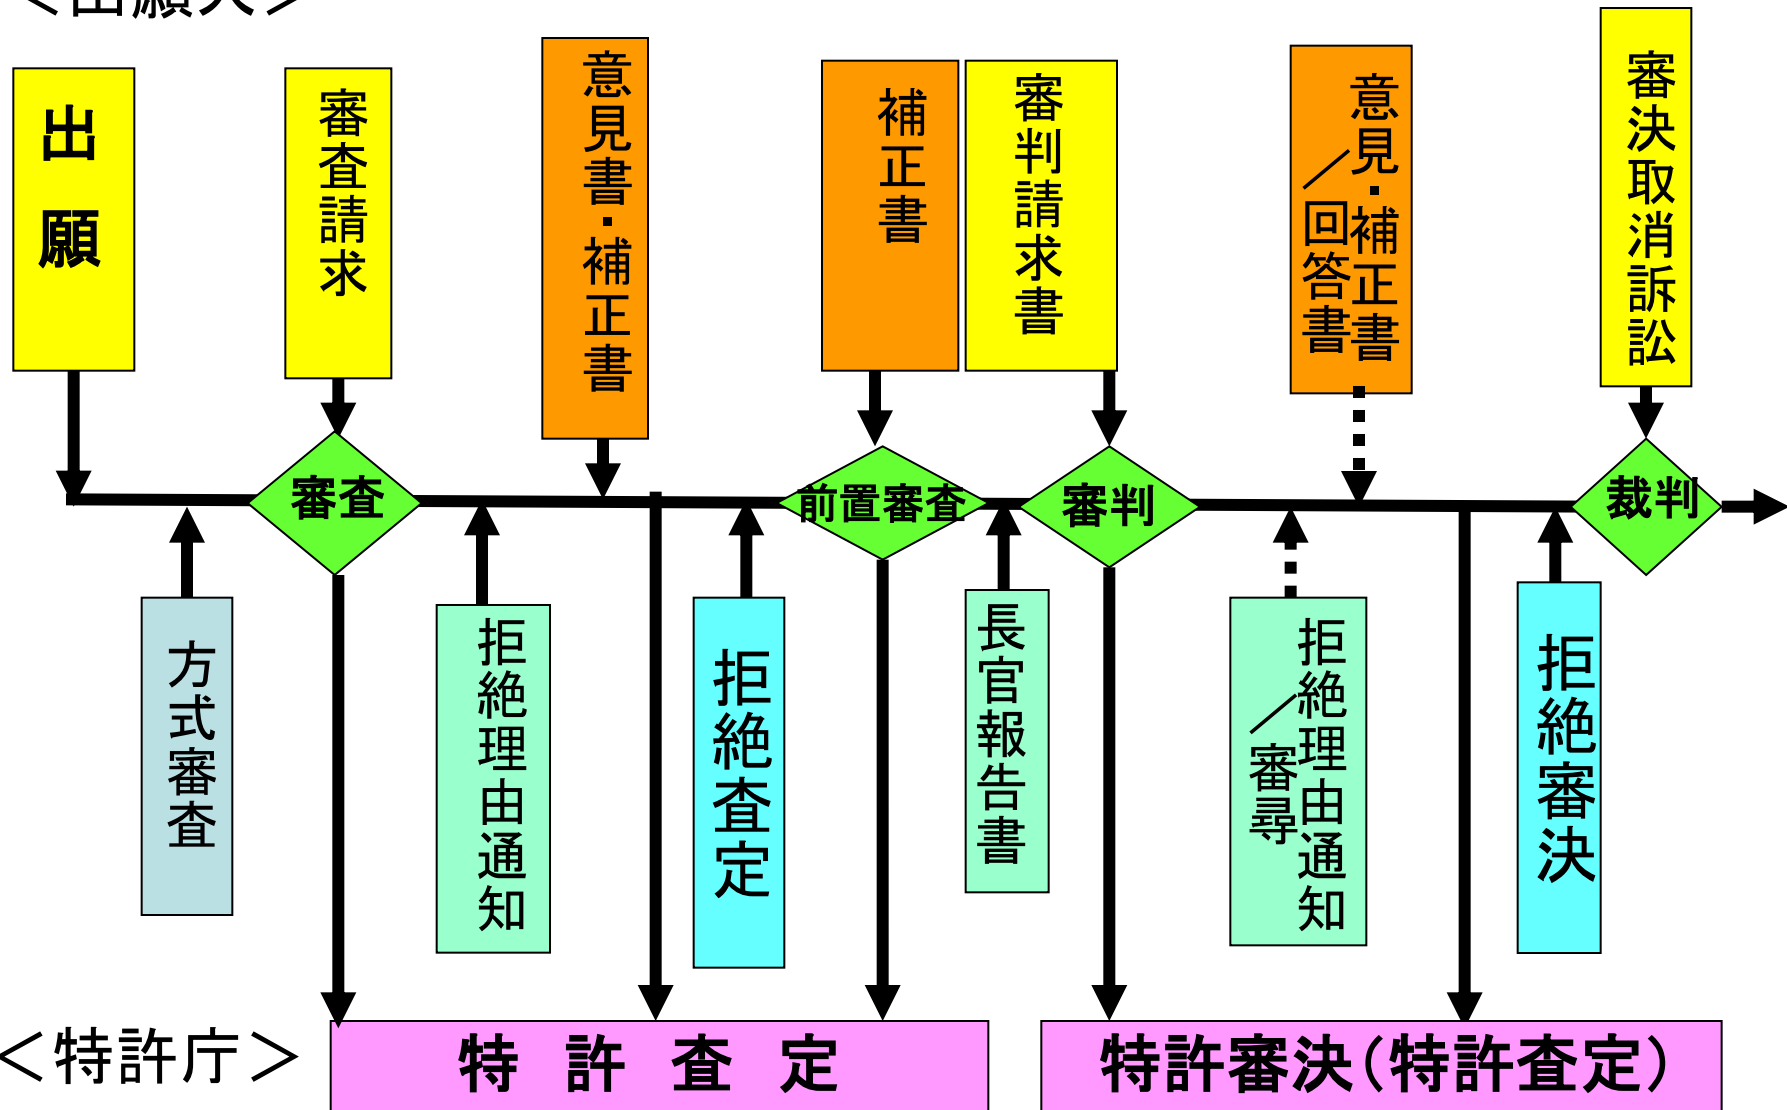 ＜出願人＞
出願
審査請求
意見書・補正書
補正書
審判請求書
意見・補正書
／回答書
審決取消訴訟
審査
前置審査
審判
裁判
方式審査
拒絶理由通知
拒絶査定
長官報告書
拒絶理由通知
／審尋
拒絶審決
＜特許庁＞
特　許　査　定
特許審決（特許査定）